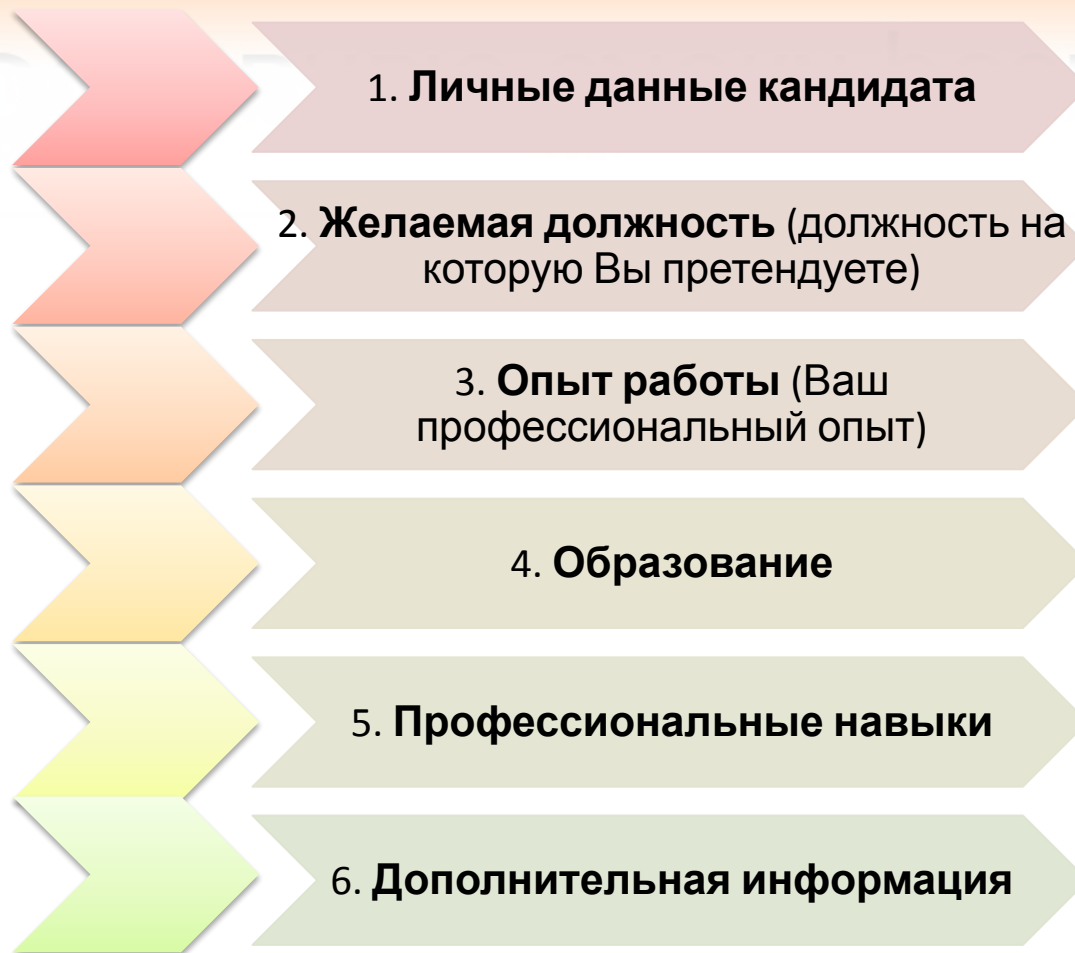 1. Личные данные кандидата
2. Желаемая должность (должность на
которую Вы претендуете)
3. Опыт работы (Ваш
профессиональный опыт)
4. Образование
5. Профессиональные навыки
6. Дополнительная информация